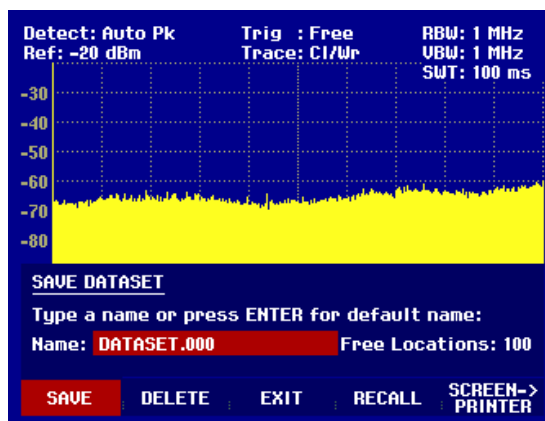 Detect: Auto Pk Trig : Free RBW: 1 MHz
Ref: -20 dBm Trace: Cl/Wr VBW: 1 MHz
SWT: 100 ms
-30
-40
-50
-60
-70
-80
SAVE DATASET
Type a name or press ENTER for default name:
Name: DATASET.000 Free Locations: 100
SAVE DELETE EXIT RECALL SCREEN->
PRINTER